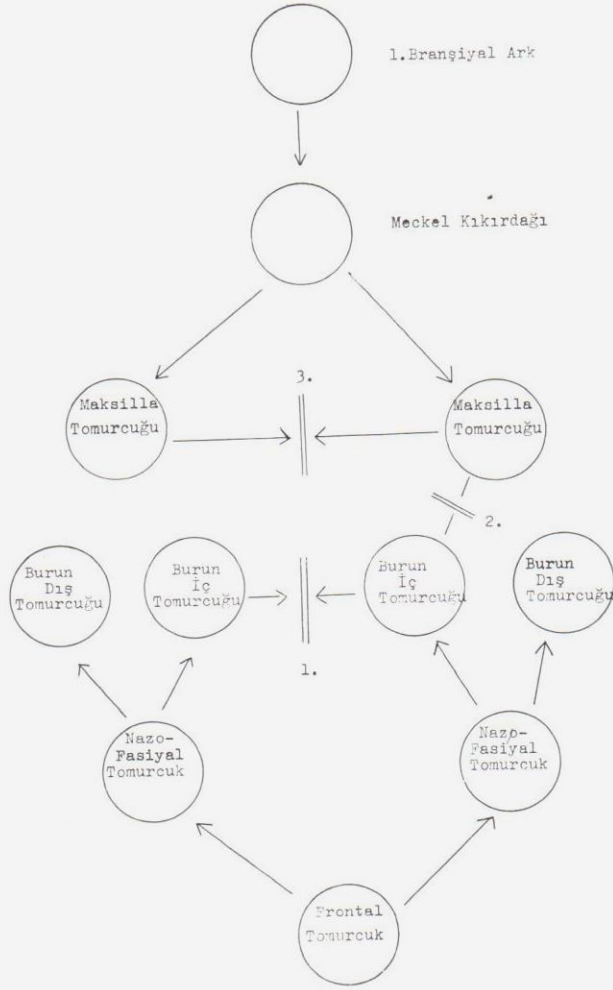 1.Branşiyal Ark
Meckel Kıkırdağı
3.
Maksilla
Tomurcuğu
Maksilla
Tomurcuğu
2.
Burun
Dış
Tomurcuğu
Burun
İç
Tomurcuğu
Burun
İç
Tomurcuğu
Burun
Dış
Tomurcuğu
1.
Nazo-
Fasiyal
Tomurcuk
Nazo-
Fasiyal
Tomurcuk
Frontal
Tomurcuk